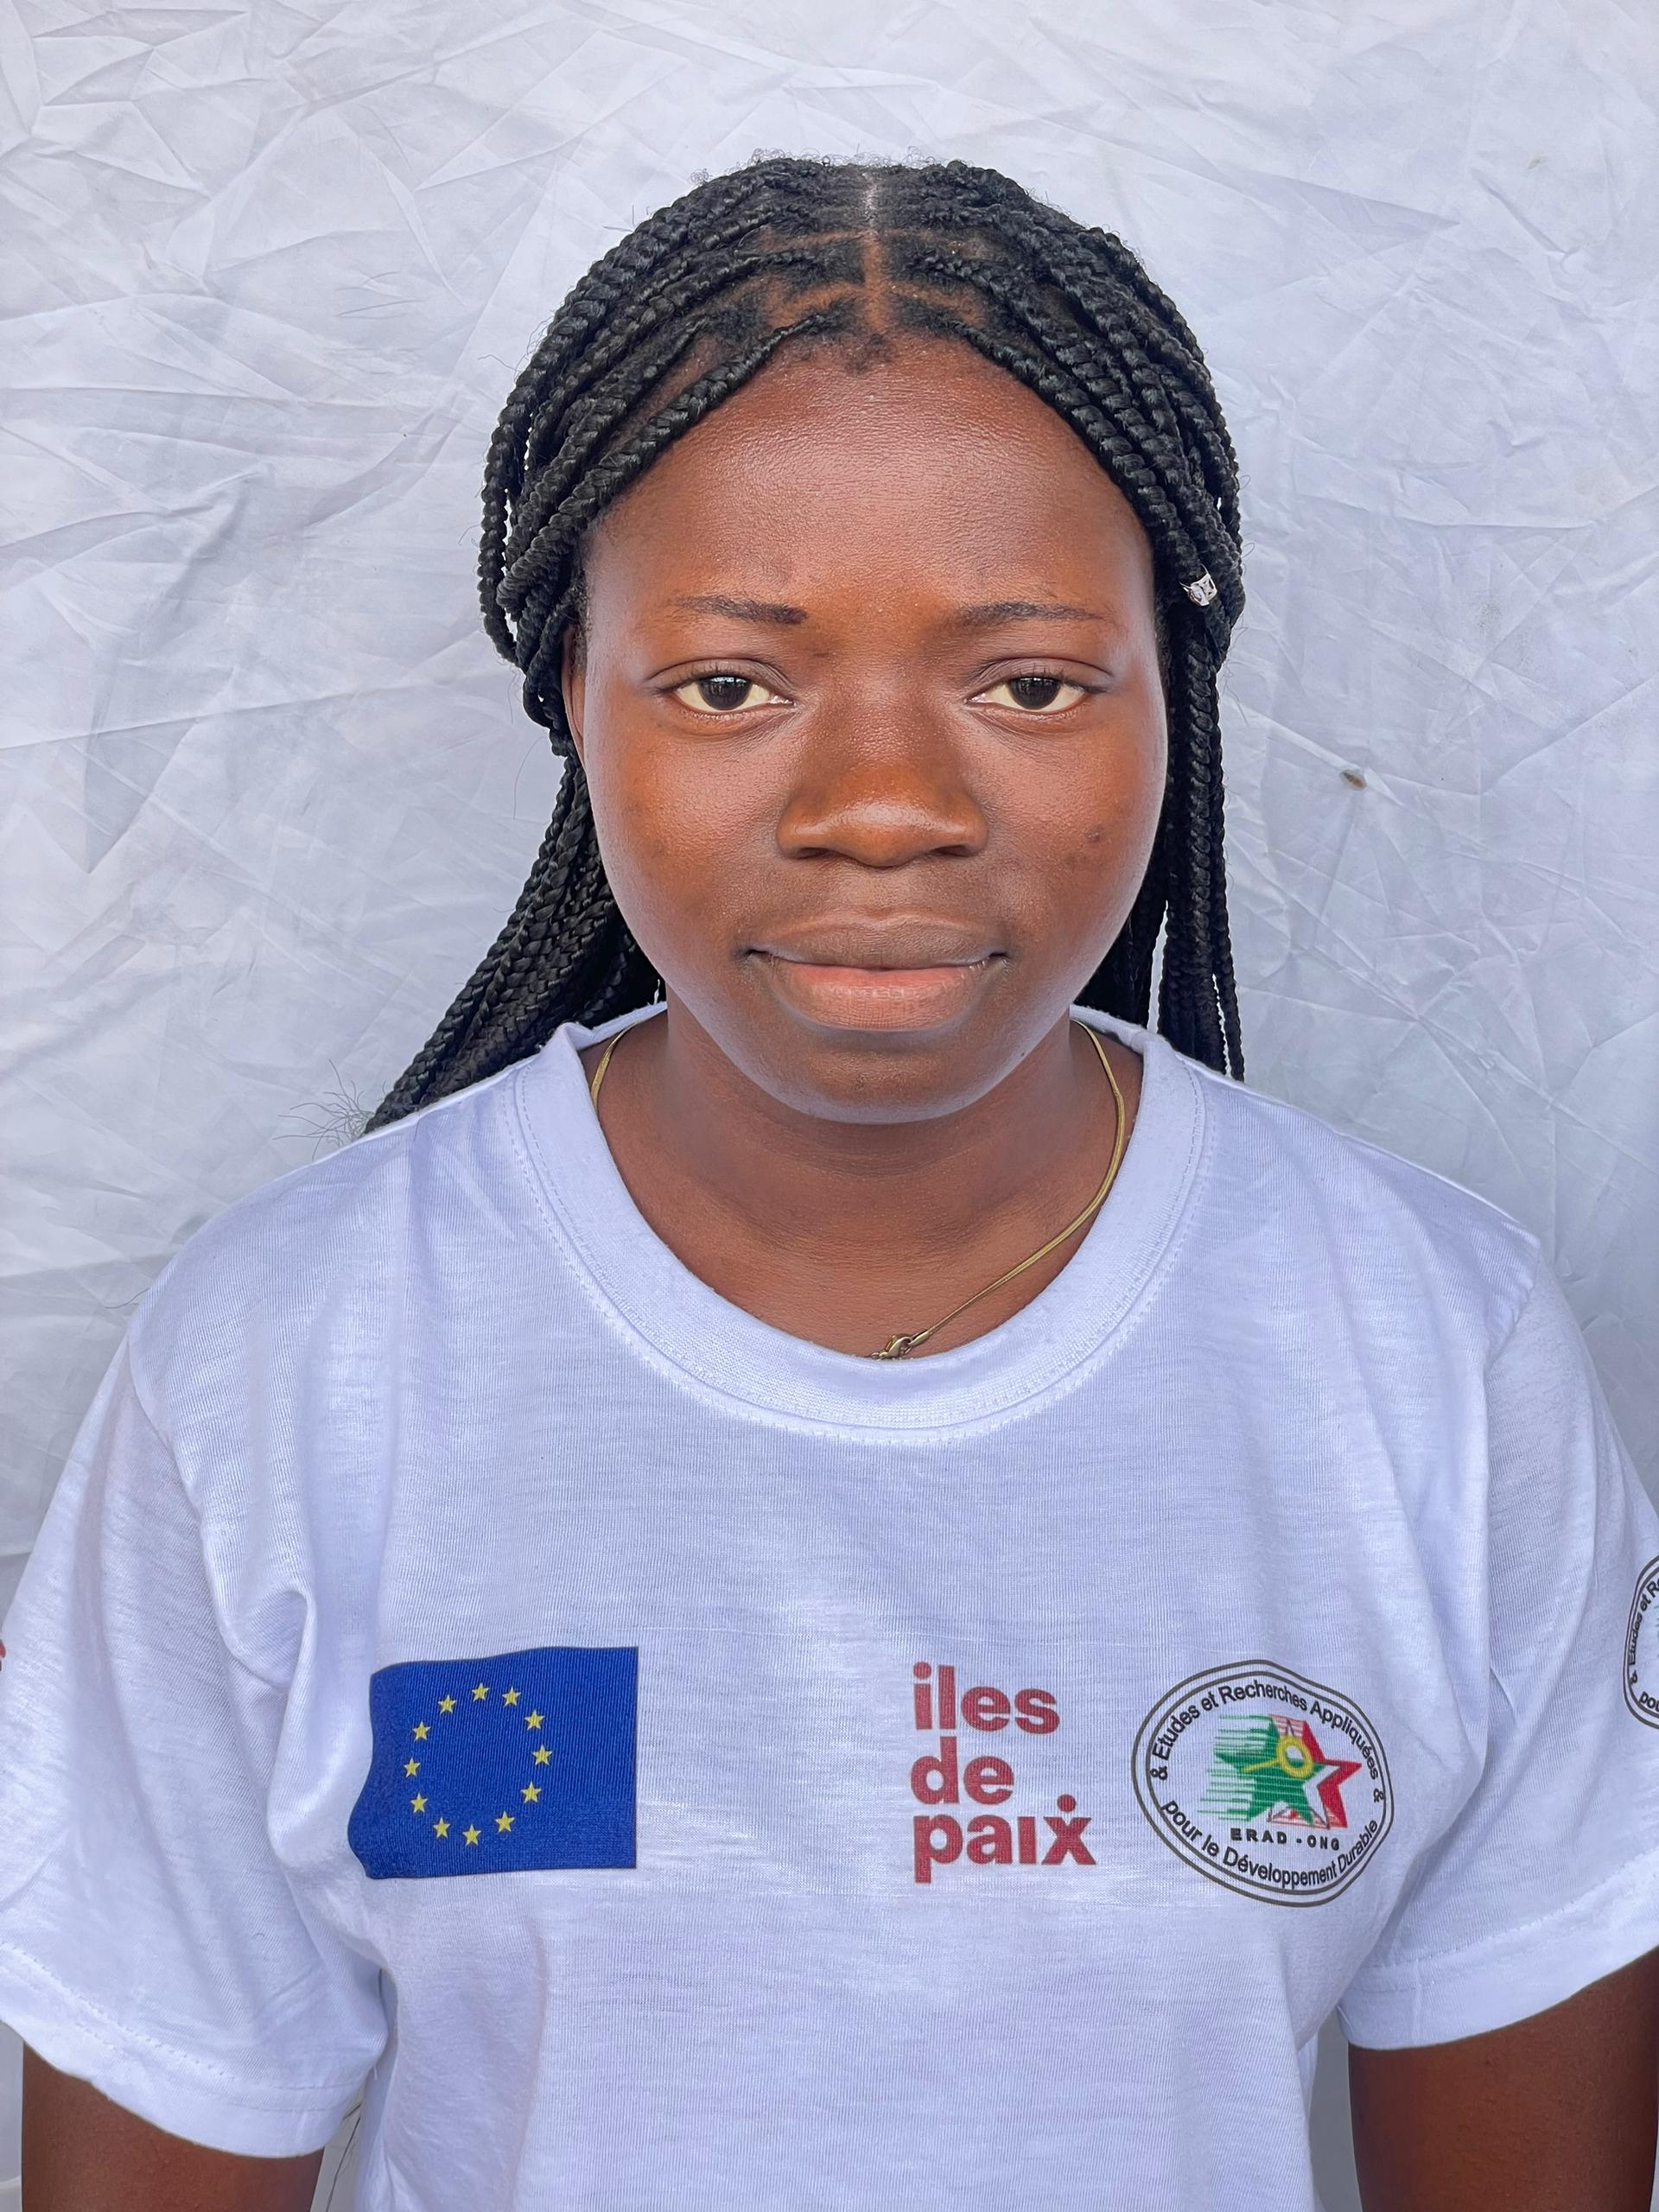 iles
de
paix
& Etudes et Recherches Appliquées &
ERAD - ONG
pour le Développement Durable